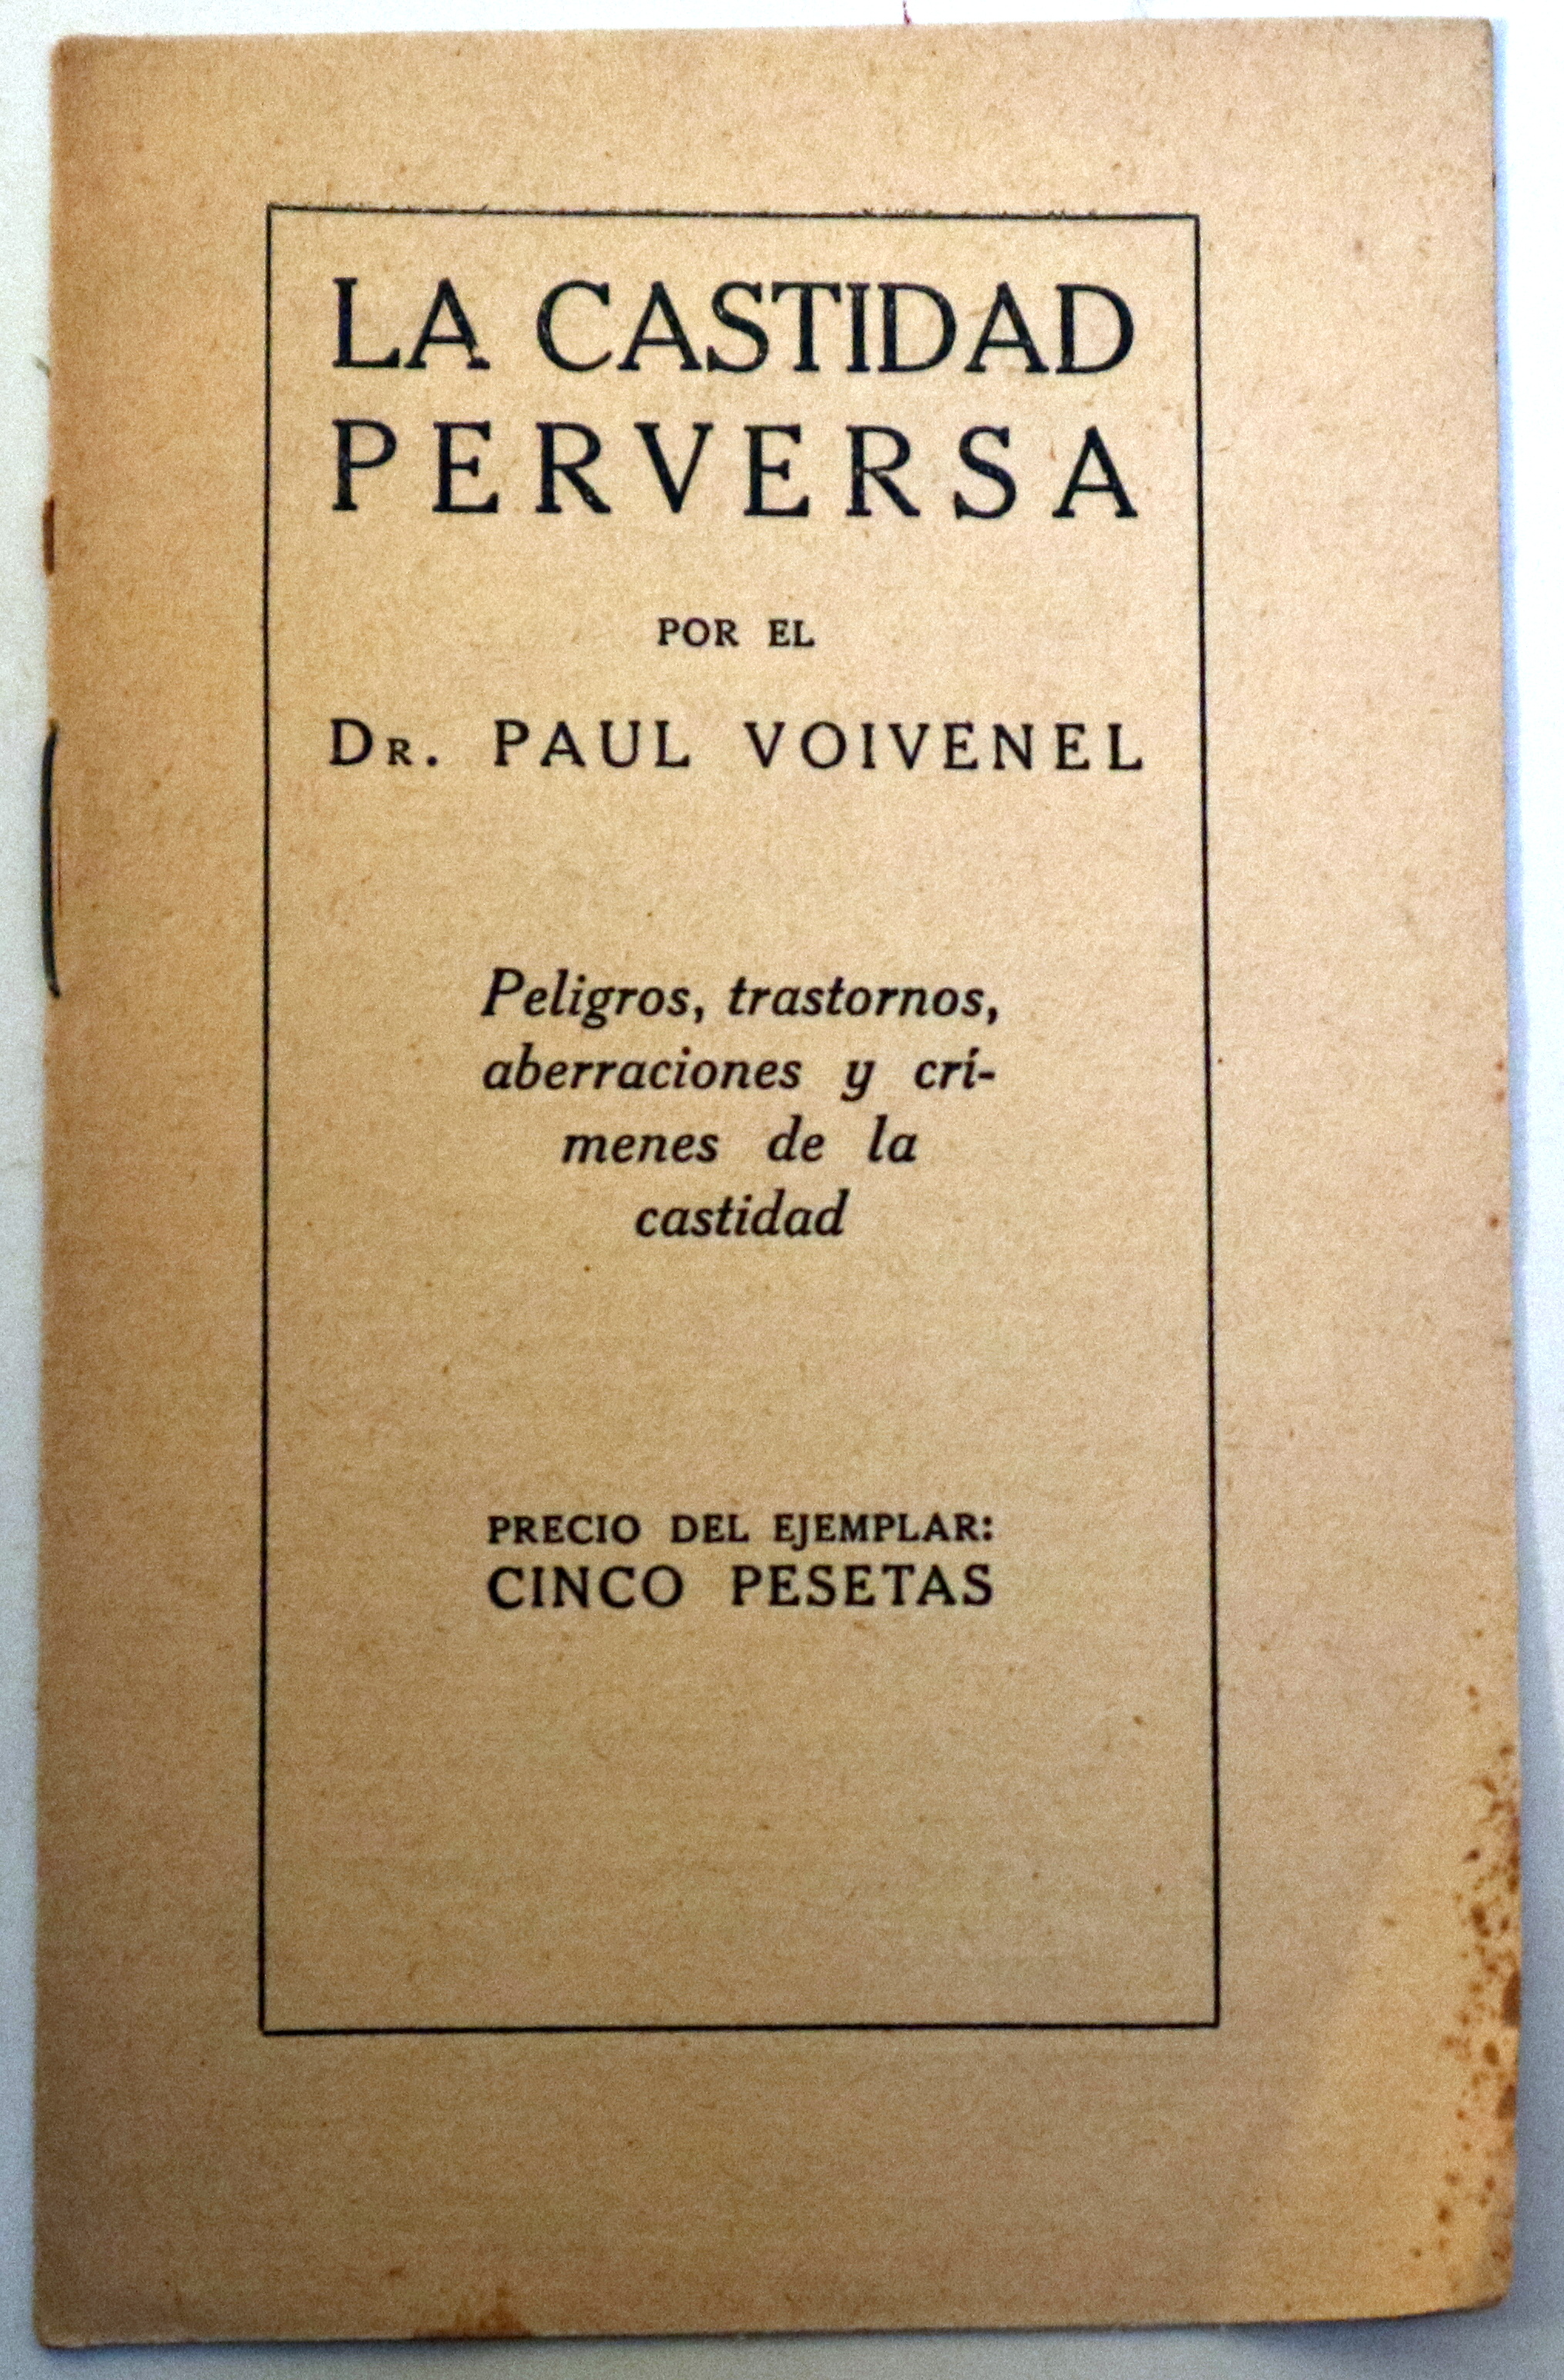 LA CASTIDAD
PERVERSA
POR EL
DR. PAUL VOIVENEL
Peligros, trastornos,
aberraciones y crí-
menes de la
castidad
PRECIO DEL EJEMPLAR:
CINCO PESETAS